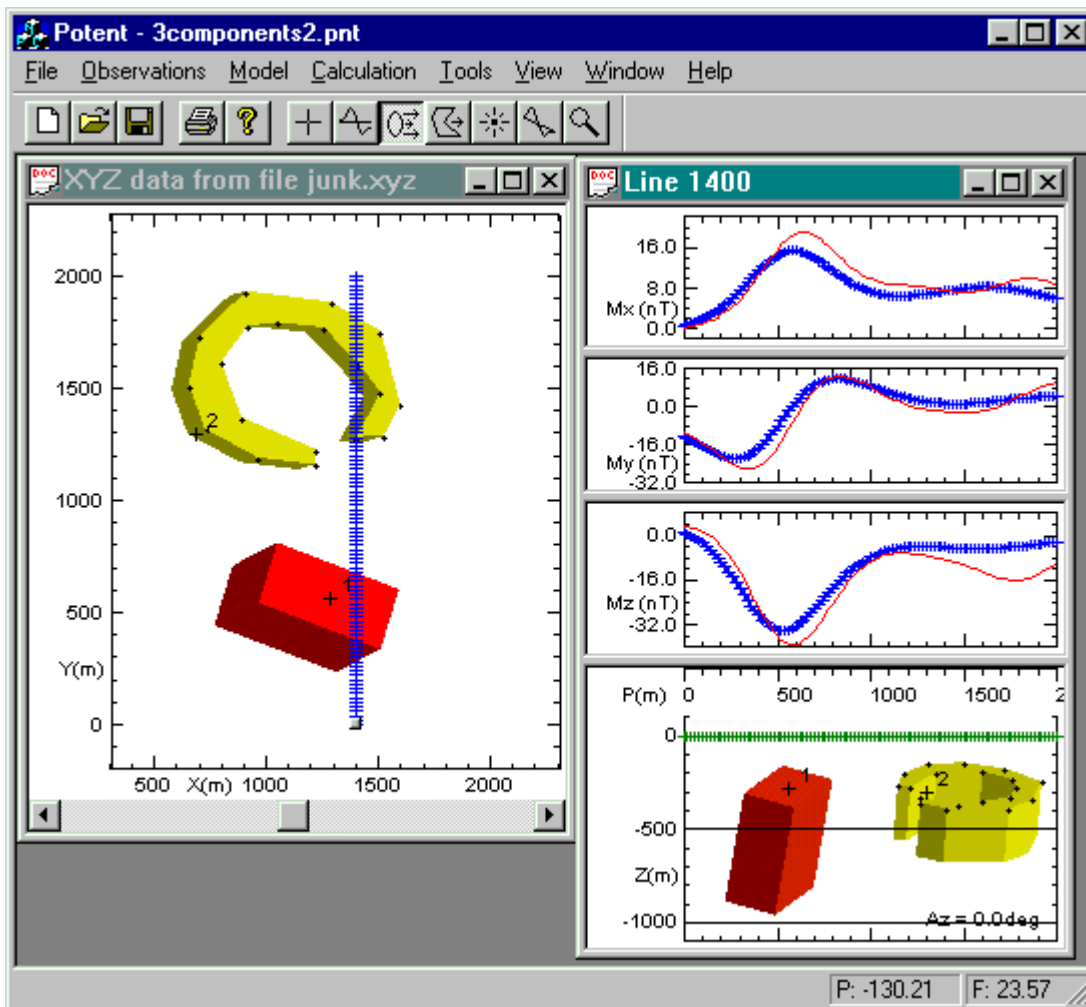 Potent - 3components2.pnt
File Observations Model Calculation Tools View Window Help
DOC XYZ data from file junk.xyz
2000
1500
1000
500
0
Y(m)
2
1
500 X(m) 1000 1500 2000
DOC Line 1400
16.0
8.0
Mx (nT)
0.0
16.0
0.0
-16.0
My (nT)
-32.0
0.0
-16.0
Mz (nT)
-32.0
P(m) 0 500 1000 1500 2
0
-500
Z(m)
-1000
1
2
Az = 0.0deg
P: -130.21 F: 23.57